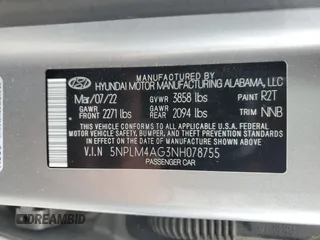 MANUFACTURED BY
HYUNDAI MOTOR MANUFACTURING ALABAMA, LLC
Mar/07/22 GVWR 3858 lbs PAINT R2T
GAWR FRONT 2271 lbs GAWR REAR 2094 lbs TRIM NNB
THIS VEHICLE CONFORMS TO ALL APPLICABLE U.S. FEDERAL MOTOR VEHICLE SAFETY, BUMPER, AND THEFT PREVENTION STANDARDS IN EFFECT ON THE DATE OF MANUFACTURE SHOWN ABOVE.
V.I.N 5NPLM4AG3NH078755
PASSENGER CAR
DREAMBID